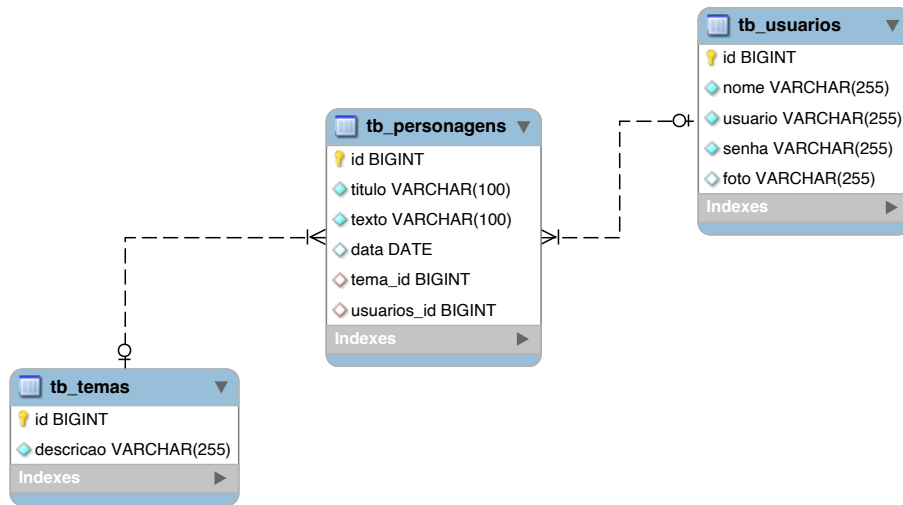 tb_usuarios
id BIGINT
nome VARCHAR(255)
usuario VARCHAR(255)
senha VARCHAR(255)
foto VARCHAR(255)
Indexes
tb_personagens
id BIGINT
titulo VARCHAR(100)
texto VARCHAR(100)
data DATE
tema_id BIGINT
usuarios_id BIGINT
Indexes
tb_temas
id BIGINT
descricao VARCHAR(255)
Indexes